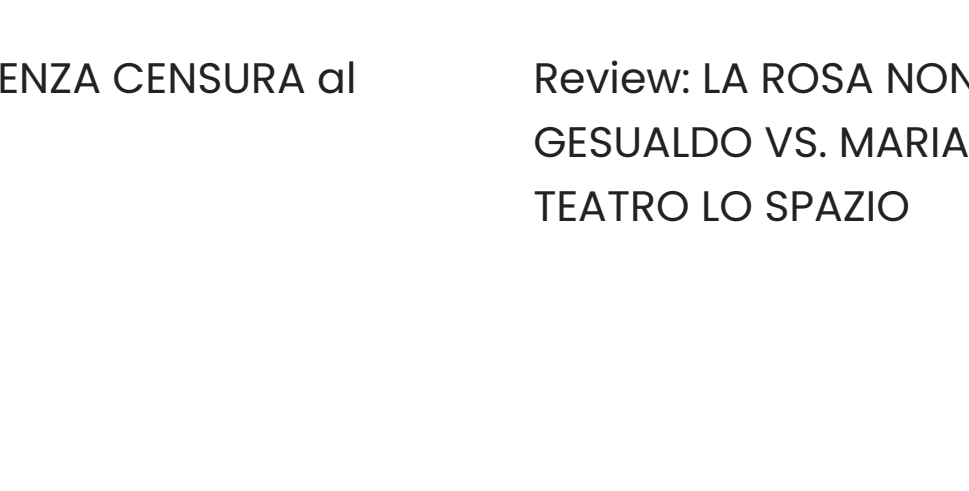 ENZA CENSURA al
Review: LA ROSA NON
GESUALDO VS. MARIA
TEATRO LO SPAZIO